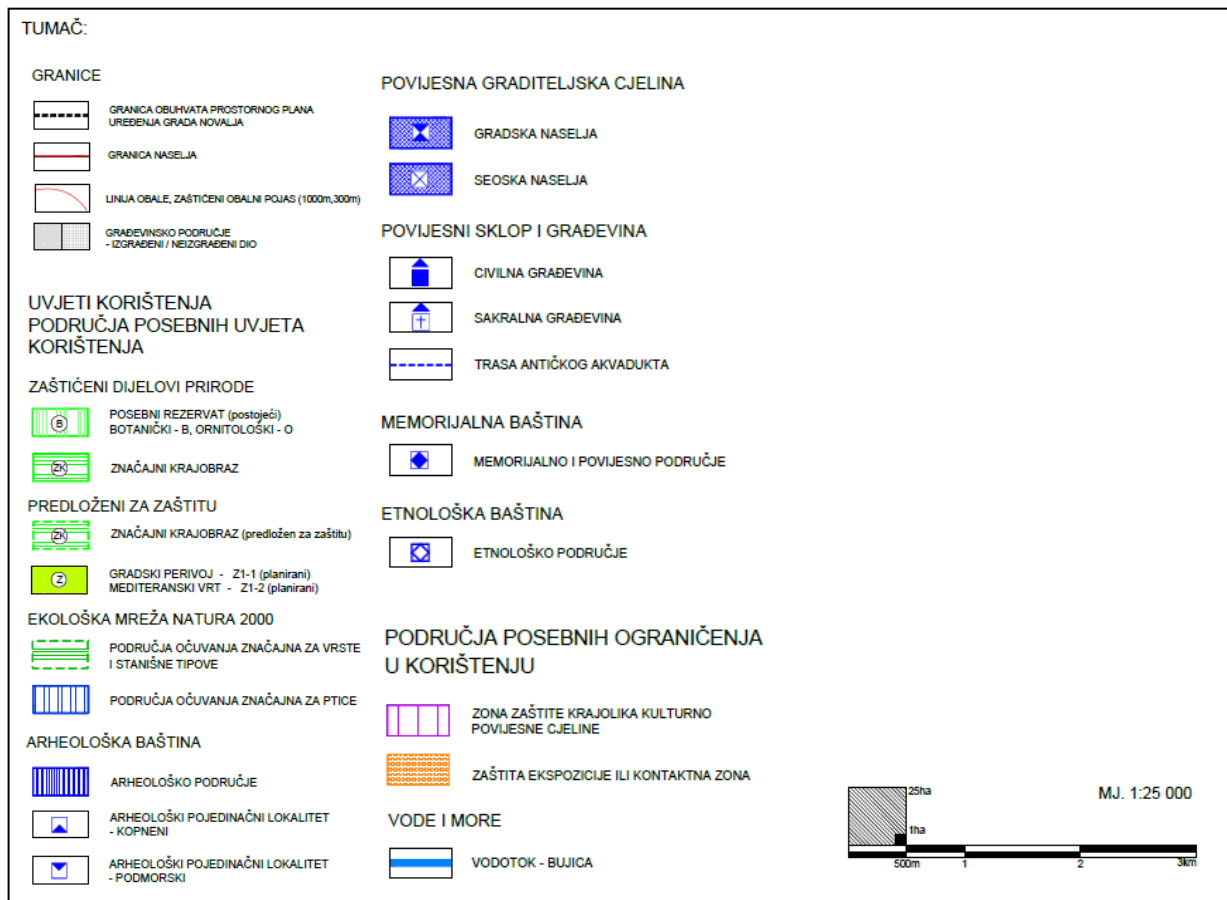 TUMAČ:
GRANICE
GRANICA OBUHVATA PROSTORNOG PLANA
UREĐENJA GRADA NOVALJA
GRANICA NASELJA
LINIJA OBALE, ZAŠTIĆENI OBALNI POJAS (1000m,300m)
GRAĐEVINSKO PODRUČJE
- IZGRAĐENI / NEIZGRAĐENI DIO
UVJETI KORIŠTENJA
PODRUČJA POSEBNIH UVJETA
KORIŠTENJA
ZAŠTIĆENI DIJELOVI PRIRODE
B
POSEBNI REZERVAT (postojeći)
BOTANIČKI - B, ORNITOLOŠKI - O
ZK
ZNAČAJNI KRAJOBRAZ
PREDLOŽENI ZA ZAŠTITU
ZK
ZNAČAJNI KRAJOBRAZ (predložen za zaštitu)
Z
GRADSKI PERIVOJ - Z1-1 (planirani)
MEDITERANSKI VRT - Z1-2 (planirani)
EKOLOŠKA MREŽA NATURA 2000
PODRUČJA OČUVANJA ZNAČAJNA ZA VRSTE
I STANIŠNE TIPOVE
PODRUČJA OČUVANJA ZNAČAJNA ZA PTICE
ARHEOLOŠKA BAŠTINA
ARHEOLOŠKO PODRUČJE
ARHEOLOŠKI POJEDINAČNI LOKALITET
- KOPNENI
ARHEOLOŠKI POJEDINAČNI LOKALITET
- PODMORSKI
POVIJESNA GRADITELJSKA CJELINA
GRADSKA NASELJA
SEOSKA NASELJA
POVIJESNI SKLOP I GRAĐEVINA
CIVILNA GRAĐEVINA
SAKRALNA GRAĐEVINA
TRASA ANTIČKOG AKVADUKTA
MEMORIJALNA BAŠTINA
MEMORIJALNO I POVIJESNO PODRUČJE
ETNOLOŠKA BAŠTINA
ETNOLOŠKO PODRUČJE
PODRUČJA POSEBNIH OGRANIČENJA
U KORIŠTENJU
ZONA ZAŠTITE KRAJOLIKA KULTURNO
POVIJESNE CJELINE
ZAŠTITA EKSPOZICIJE ILI KONTAKTNA ZONA
VODE I MORE
VODOTOK - BUJICA
25ha
MJ. 1:25 000
1ha
500m 1 2 3km